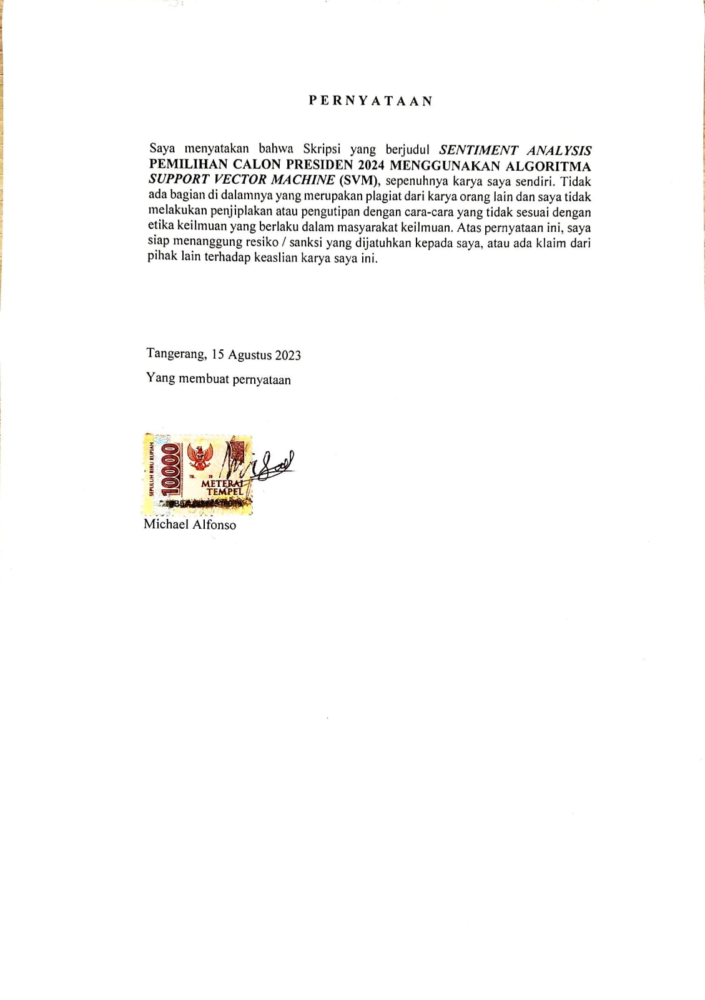 P E R N Y A T A A N
Saya menyatakan bahwa Skripsi yang berjudul SENTIMENT ANALYSIS
PEMILIHAN CALON PRESIDEN 2024 MENGGUNAKAN ALGORITMA
SUPPORT VECTOR MACHINE (SVM), sepenuhnya karya saya sendiri. Tidak
ada bagian di dalamnya yang merupakan plagiat dari karya orang lain dan saya tidak
melakukan penjiplakan atau pengutipan dengan cara-cara yang tidak sesuai dengan
etika keilmuan yang berlaku dalam masyarakat keilmuan. Atas pernyataan ini, saya
siap menanggung resiko / sanksi yang dijatuhkan kepada saya, atau ada klaim dari
pihak lain terhadap keaslian karya saya ini.
Tangerang, 15 Agustus 2023
Yang membuat pernyataan
SEPULUH RIBU RUPIAH
10000
TGL. 20
METERAI
TEMPEL
Michael Alfonso